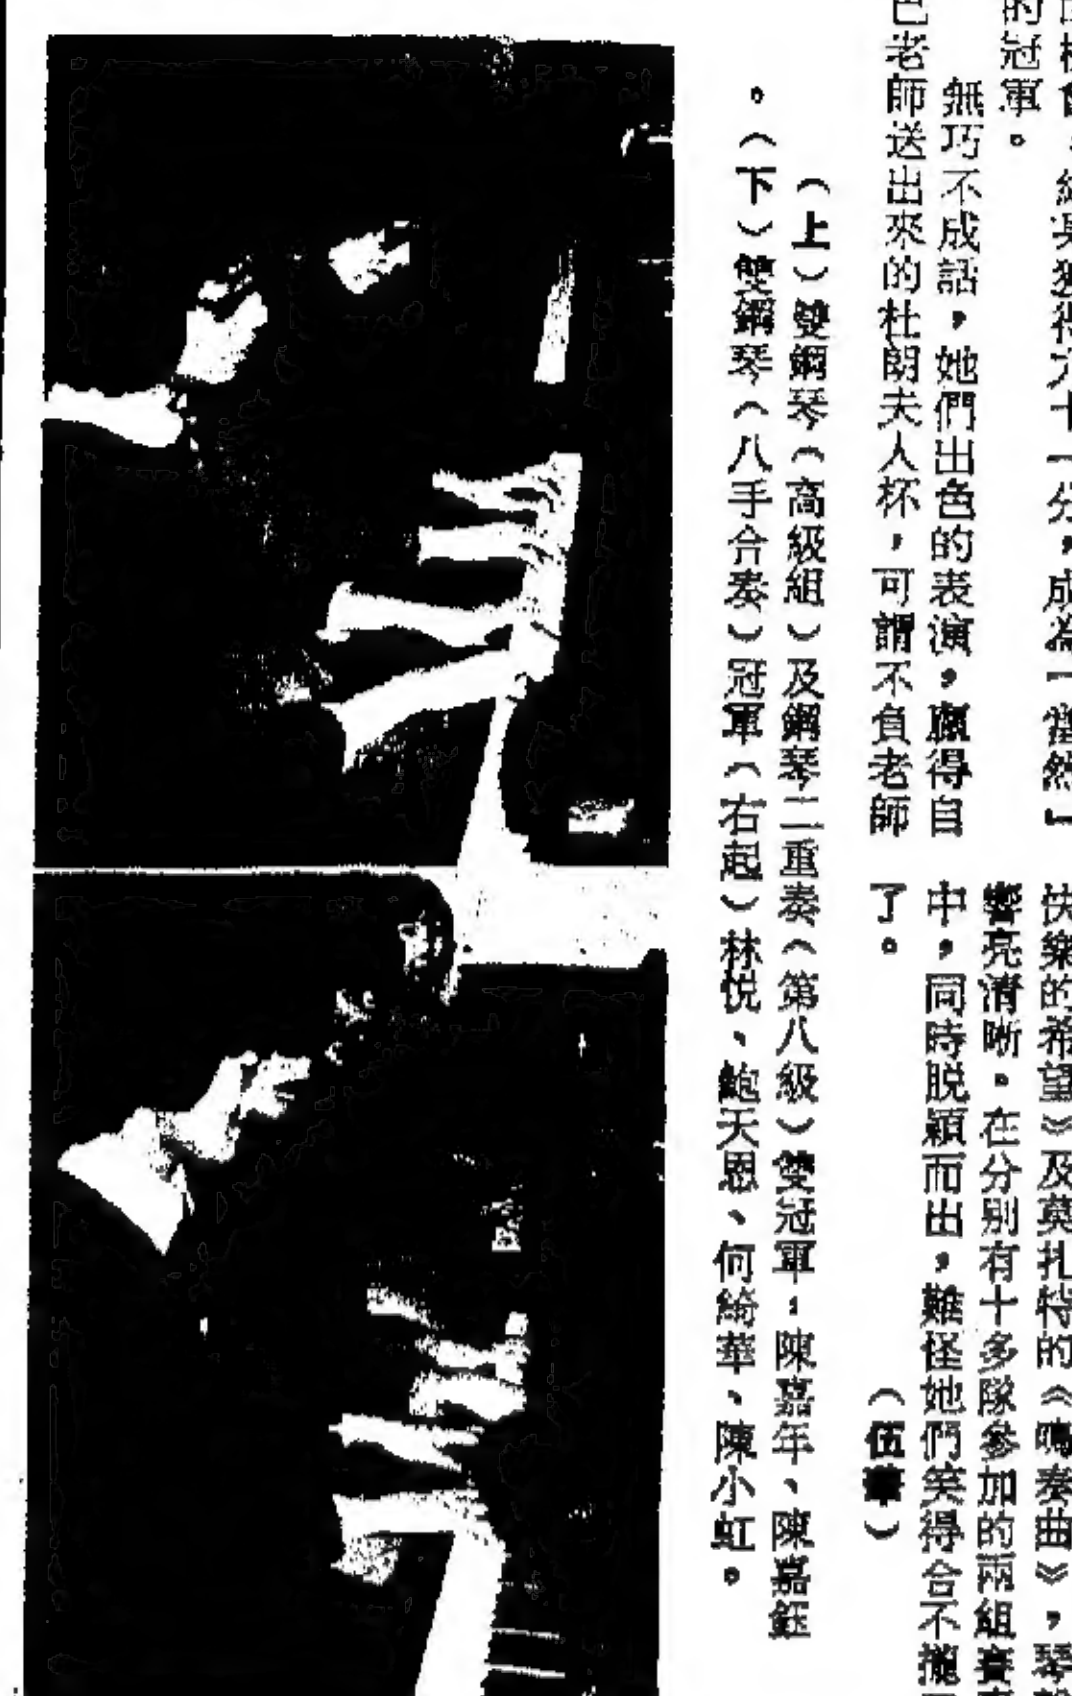 的冠軍。
無巧不成話，她們出色的表演，贏得自
色老師送出來的杜朗夫人杯，可謂不負老師
快樂的希望》及莫扎特的《鳴奏曲》，琴
響亮清晰。在分別有十多隊參加的兩組賽
中，同時脫穎而出，難怪她們笑得合不攏
了。
（伍華）
（上）雙鋼琴（高級組）及鋼琴二重奏（第八級）雙冠軍：陳嘉年、陳嘉鈺
。（下）雙鋼琴（八手合奏）冠軍（右起）林悅、鮑天恩、何綺華、陳小虹。